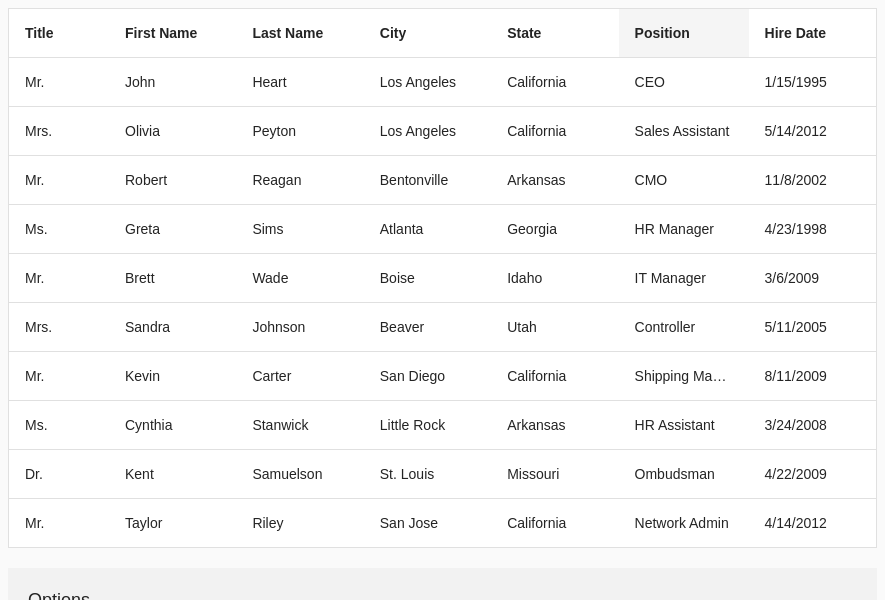 Title First Name Last Name City State Position Hire Date
Mr. John Heart Los Angeles California CEO 1/15/1995
Mrs. Olivia Peyton Los Angeles California Sales Assistant 5/14/2012
Mr. Robert Reagan Bentonville Arkansas CMO 11/8/2002
Ms. Greta Sims Atlanta Georgia HR Manager 4/23/1998
Mr. Brett Wade Boise Idaho IT Manager 3/6/2009
Mrs. Sandra Johnson Beaver Utah Controller 5/11/2005
Mr. Kevin Carter San Diego California Shipping Ma… 8/11/2009
Ms. Cynthia Stanwick Little Rock Arkansas HR Assistant 3/24/2008
Dr. Kent Samuelson St. Louis Missouri Ombudsman 4/22/2009
Mr. Taylor Riley San Jose California Network Admin 4/14/2012
Options